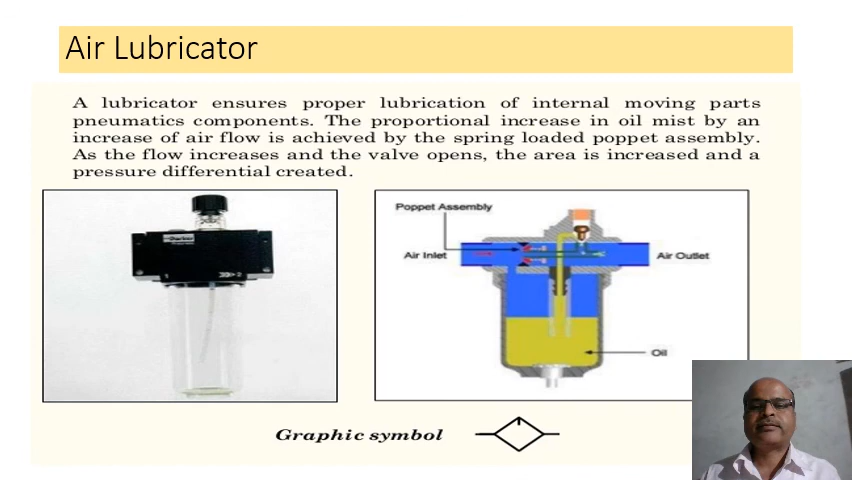 Air Lubricator
A lubricator ensures proper lubrication of internal moving parts
pneumatics components. The proportional increase in oil mist by an
increase of air flow is achieved by the spring loaded poppet assembly.
As the flow increases and the valve opens, the area is increased and a
pressure differential created.
Poppet Assembly
Air Inlet
Air Outlet
Parker
Oil
Graphic symbol